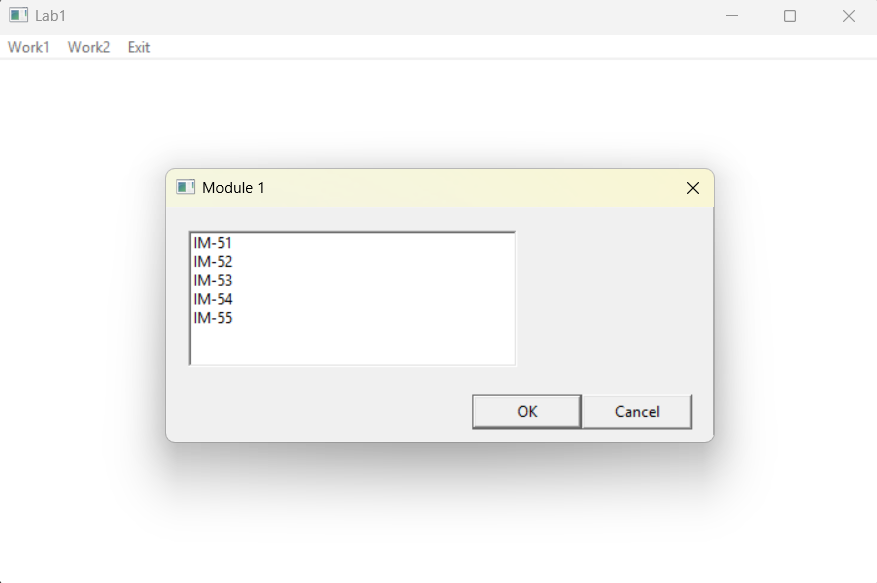 Lab1
Work1 Work2 Exit
Module 1
IM-51
IM-52
IM-53
IM-54
IM-55
OK Cancel